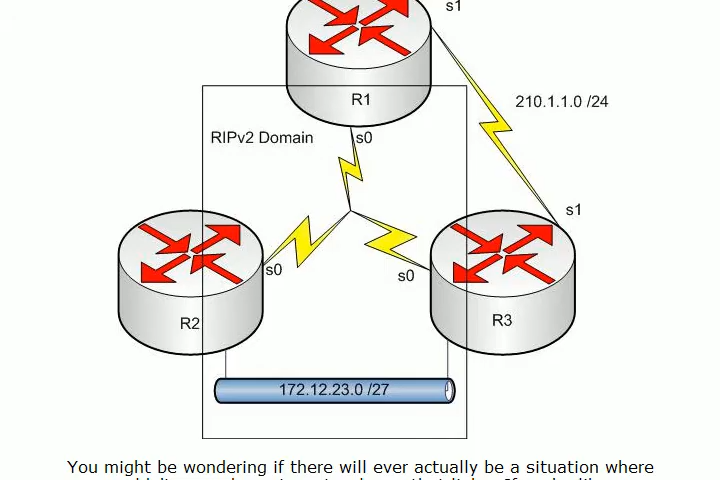 s1
R1
210.1.1.0 /24
RIPv2 Domain
s0
s1
s0
s0
R2
R3
172.12.23.0 /27
You might be wondering if there will ever actually be a situation where